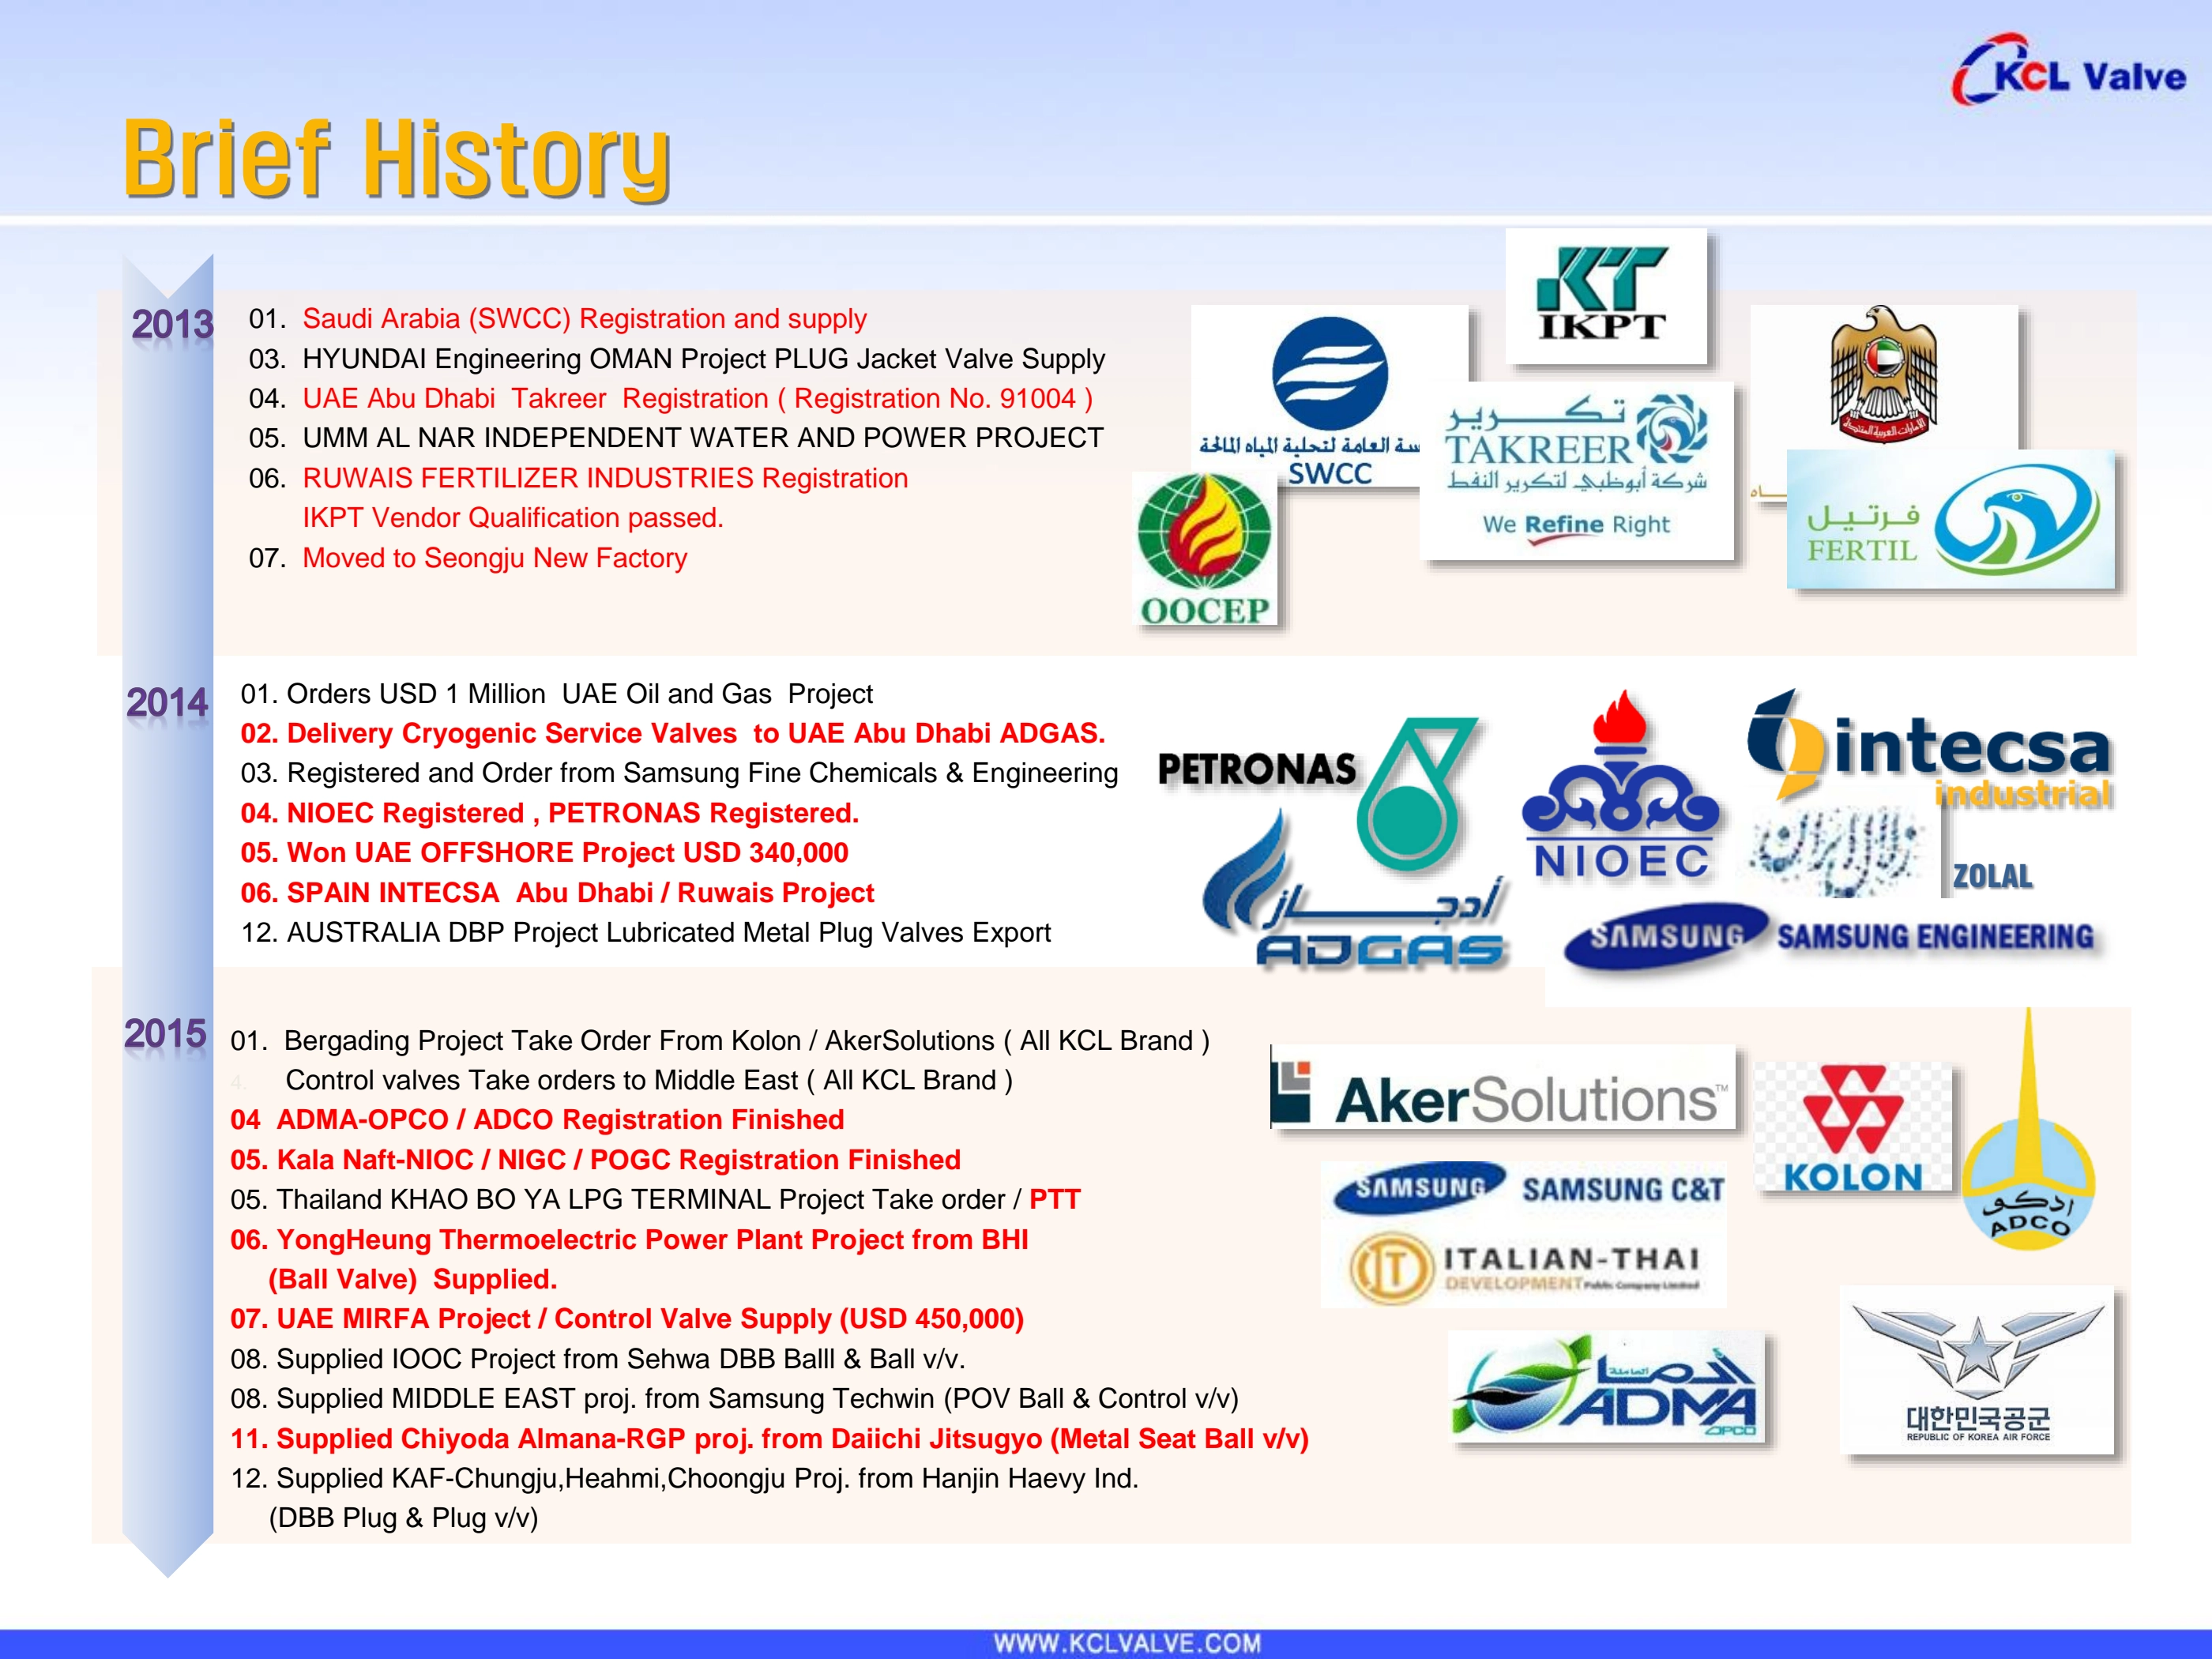 KCL Valve
Brief History
2013
01. Saudi Arabia (SWCC) Registration and supply
03. HYUNDAI Engineering OMAN Project PLUG Jacket Valve Supply
04. UAE Abu Dhabi Takreer Registration ( Registration No. 91004 )
05. UMM AL NAR INDEPENDENT WATER AND POWER PROJECT
06. RUWAIS FERTILIZER INDUSTRIES Registration
IKPT Vendor Qualification passed.
07. Moved to Seongju New Factory
KT
IKPT
سة العامة لتحلية المياه المالحة
SWCC
تكرير
TAKREER
شركة أبوظبي لتكرير النفط
We Refine Right
فرتيل
FERTIL
OOCEP
2014
01. Orders USD 1 Million UAE Oil and Gas Project
02. Delivery Cryogenic Service Valves to UAE Abu Dhabi ADGAS.
03. Registered and Order from Samsung Fine Chemicals & Engineering
04. NIOEC Registered , PETRONAS Registered.
05. Won UAE OFFSHORE Project USD 340,000
06. SPAIN INTECSA Abu Dhabi / Ruwais Project
12. AUSTRALIA DBP Project Lubricated Metal Plug Valves Export
PETRONAS
NIOEC
intecsa
industrial
ZOLAL
أدجاز
ADGAS
SAMSUNG SAMSUNG ENGINEERING
2015
01. Bergading Project Take Order From Kolon / AkerSolutions ( All KCL Brand )
4. Control valves Take orders to Middle East ( All KCL Brand )
04 ADMA-OPCO / ADCO Registration Finished
05. Kala Naft-NIOC / NIGC / POGC Registration Finished
05. Thailand KHAO BO YA LPG TERMINAL Project Take order / PTT
06. YongHeung Thermoelectric Power Plant Project from BHI
(Ball Valve) Supplied.
07. UAE MIRFA Project / Control Valve Supply (USD 450,000)
08. Supplied IOOC Project from Sehwa DBB Balll & Ball v/v.
08. Supplied MIDDLE EAST proj. from Samsung Techwin (POV Ball & Control v/v)
11. Supplied Chiyoda Almana-RGP proj. from Daiichi Jitsugyo (Metal Seat Ball v/v)
12. Supplied KAF-Chungju,Heahmi,Choongju Proj. from Hanjin Haevy Ind.
(DBB Plug & Plug v/v)
AkerSolutions™
KOLON
ادكو
ADCO
SAMSUNG SAMSUNG C&T
ITD ITALIAN-THAI
DEVELOPMENT Public Company Limited
ADMA
OPCO
대한민국공군
REPUBLIC OF KOREA AIR FORCE
WWW.KCLVALVE.COM